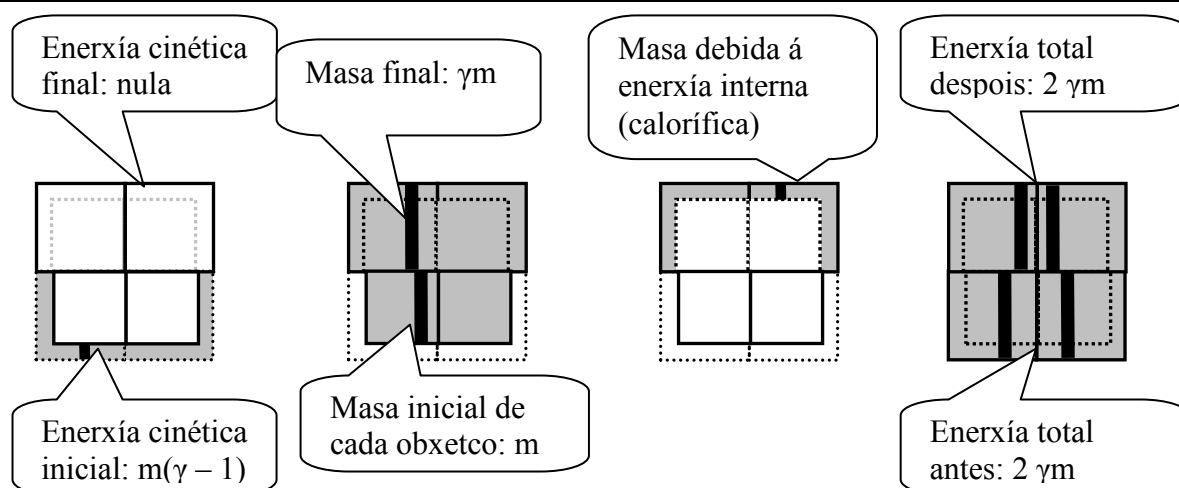 Enerxía cinética
final: nula
Masa final: γm
Masa debida á
enerxía interna
(calorífica)
Enerxía total
despois: 2 γm
Enerxía cinética
inicial: m(γ – 1)
Masa inicial de
cada obxetco: m
Enerxía total
antes: 2 γm